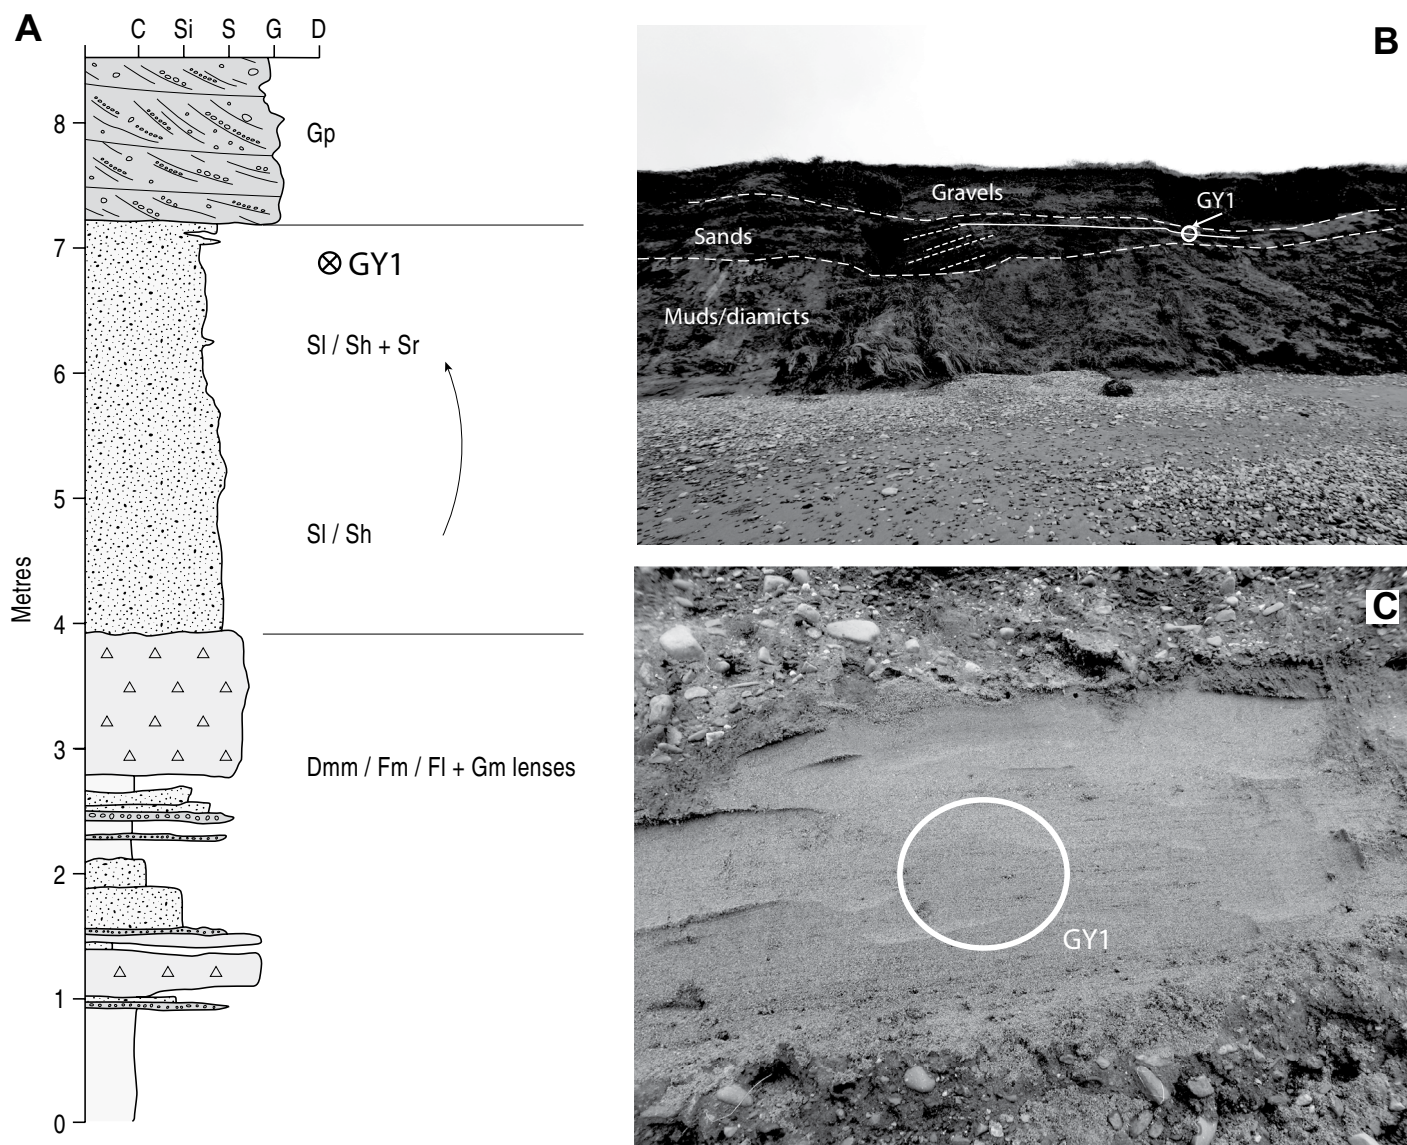 A
C Si S G D
8
Gp
7
⊗ GY1
Sl / Sh + Sr
6
5
Sl / Sh
Metres
4
3
Dmm / Fm / Fl + Gm lenses
2
1
0
B
Gravels
GY1
Sands
Muds/diamicts
C
GY1